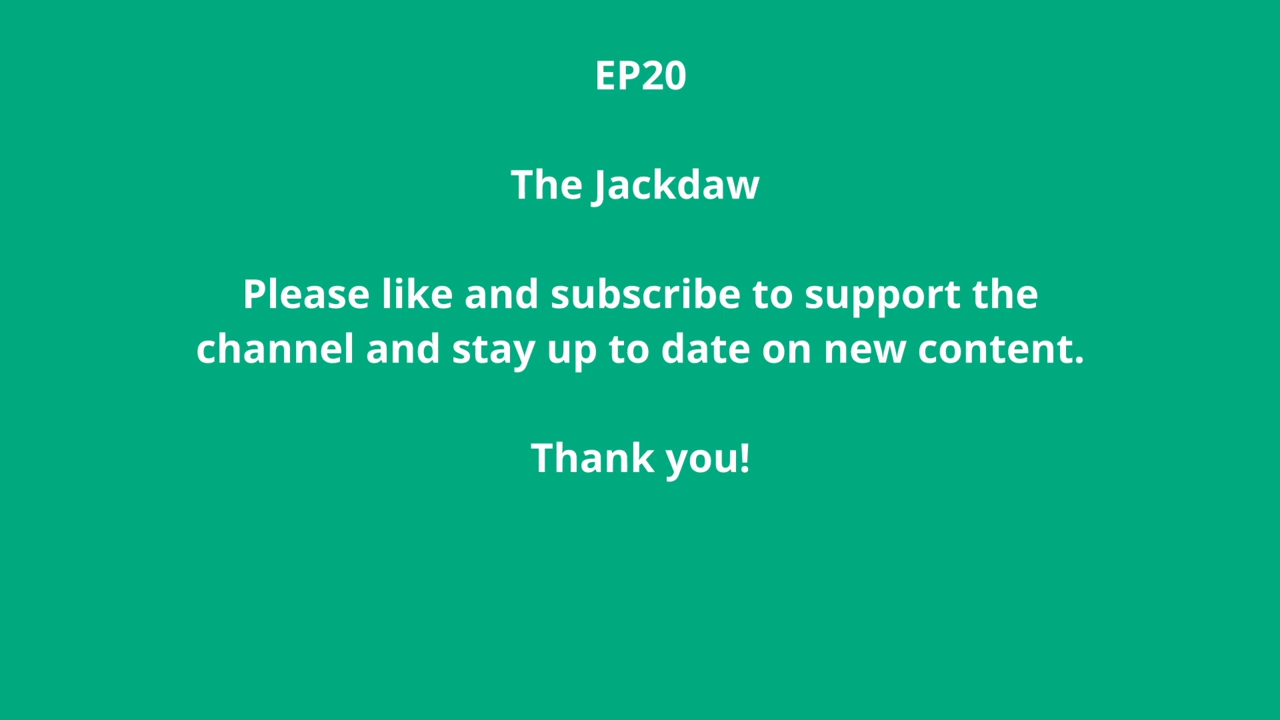 EP20
The Jackdaw
Please like and subscribe to support the
channel and stay up to date on new content.
Thank you!